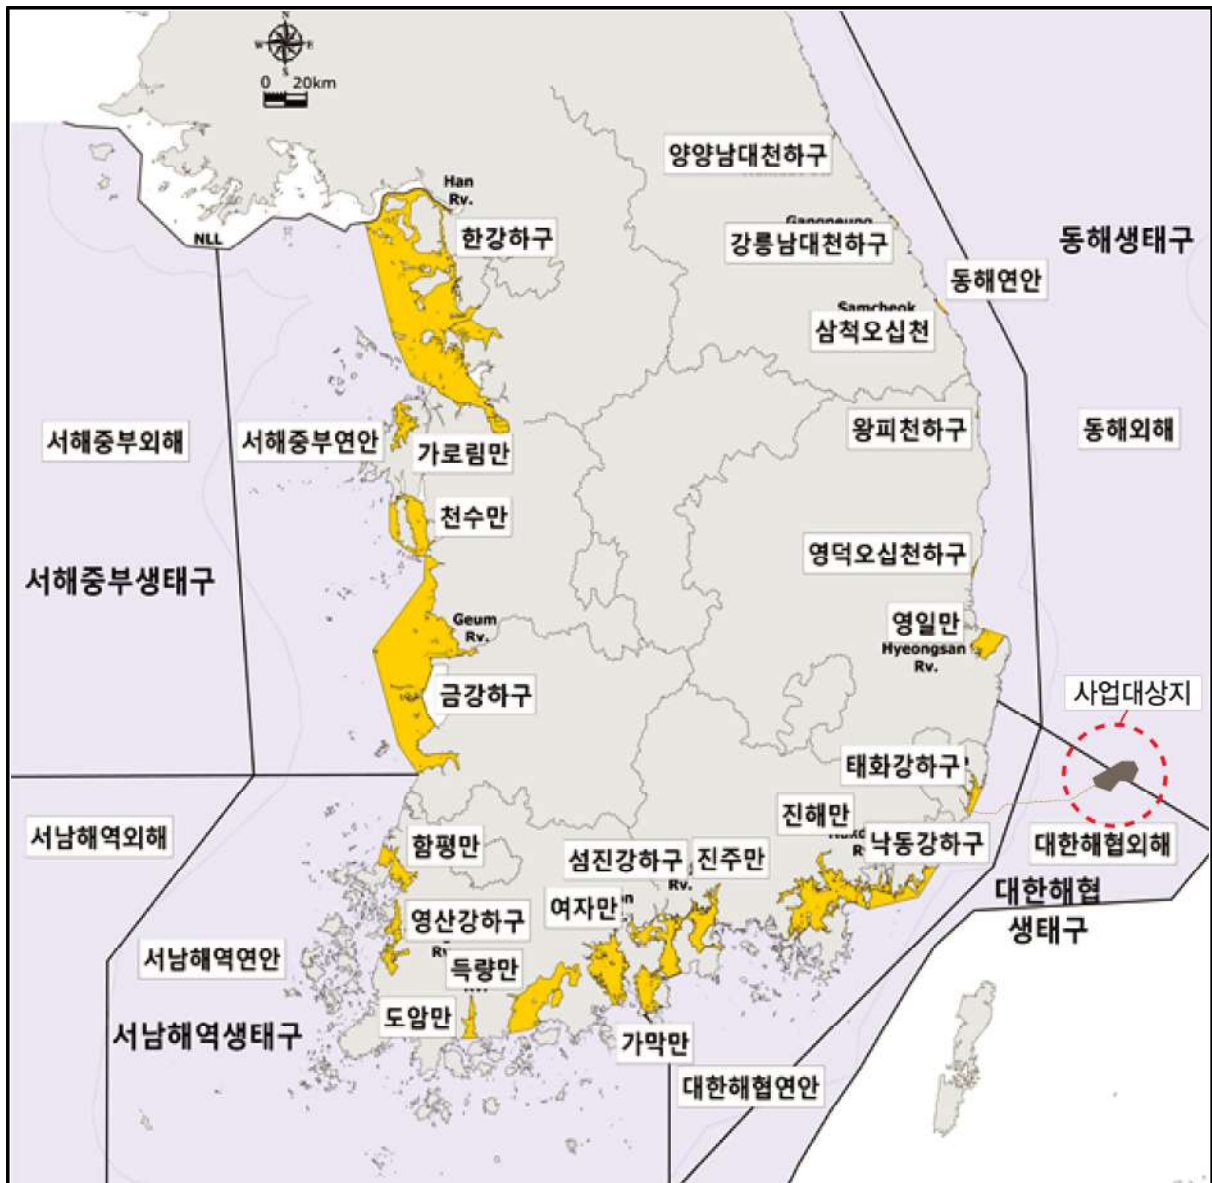 N
W
E
S
0 20km
양양남대천하구
Han
Rv.
한강하구
NLL
Gangneung
강릉남대천하구
동해생태구
동해연안
Samcheok
삼척오십천
서해중부외해
서해중부연안
가로림만
왕피천하구
동해외해
천수만
영덕오십천하구
서해중부생태구
Geum
Rv.
영일만
Hyeongsan
Rv.
금강하구
사업대상지
태화강하구
진해만
서남해역외해
함평만
섬진강하구
진주만
Rv.
낙동강하구
대한해협외해
대한해협
생태구
여자만
영산강하구
서남해역연안
득량만
도암만
서남해역생태구
가막만
대한해협연안